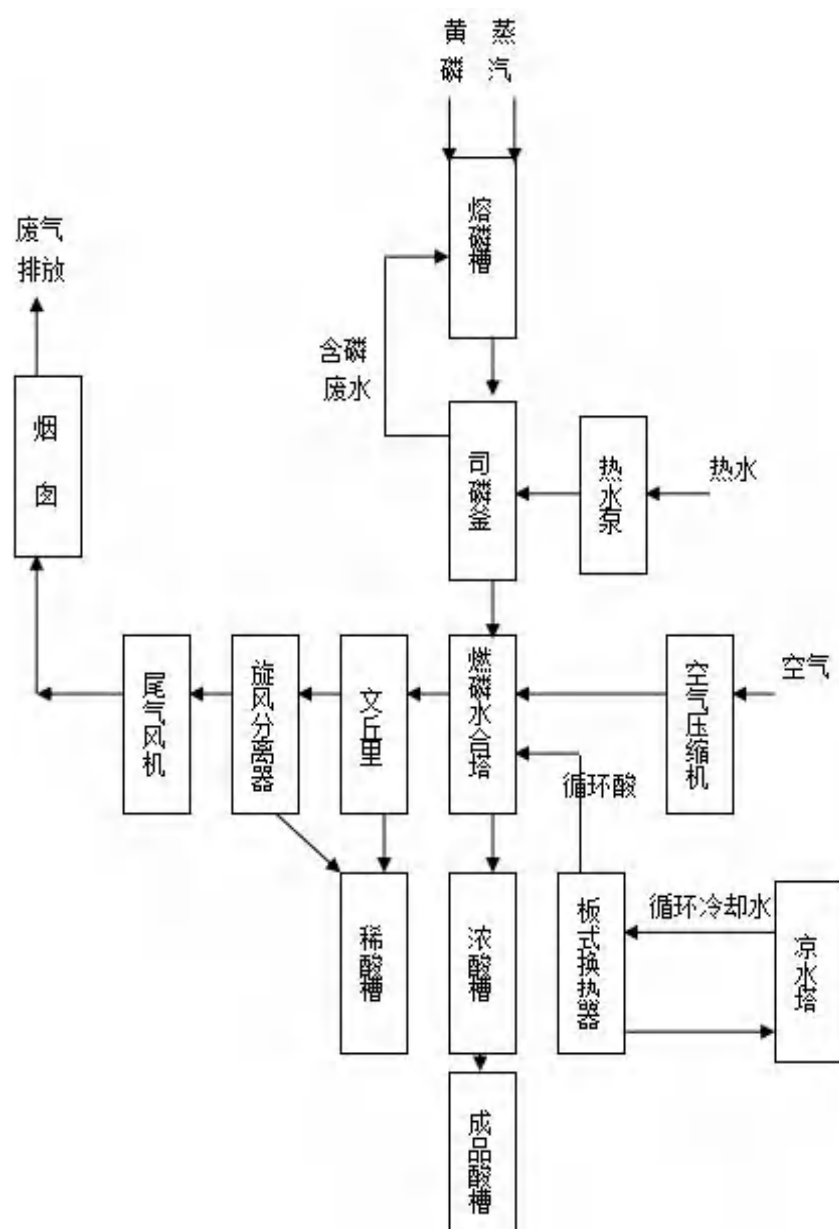 黄磷
蒸汽
熔磷槽
废气
排放
含磷
废水
烟囱
司磷釜
热水泵
热水
尾气风机
旋风分离器
文丘里
燃磷水合塔
空气压缩机
空气
循环酸
稀酸槽
浓酸槽
板式换热器
循环冷却水
凉水塔
成品酸槽